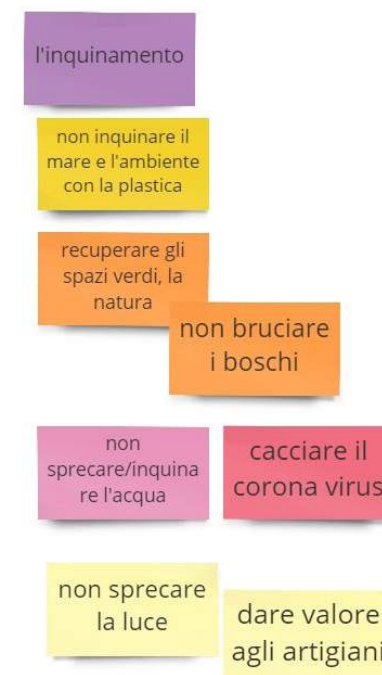 l'inquinamento
non inquinare il
mare e l'ambiente
con la plastica
recuperare gli
spazi verdi, la
natura
non bruciare
i boschi
non
sprecare/inquina
re l'acqua
cacciare il
corona virus
non sprecare
la luce
dare valore
agli artigiani